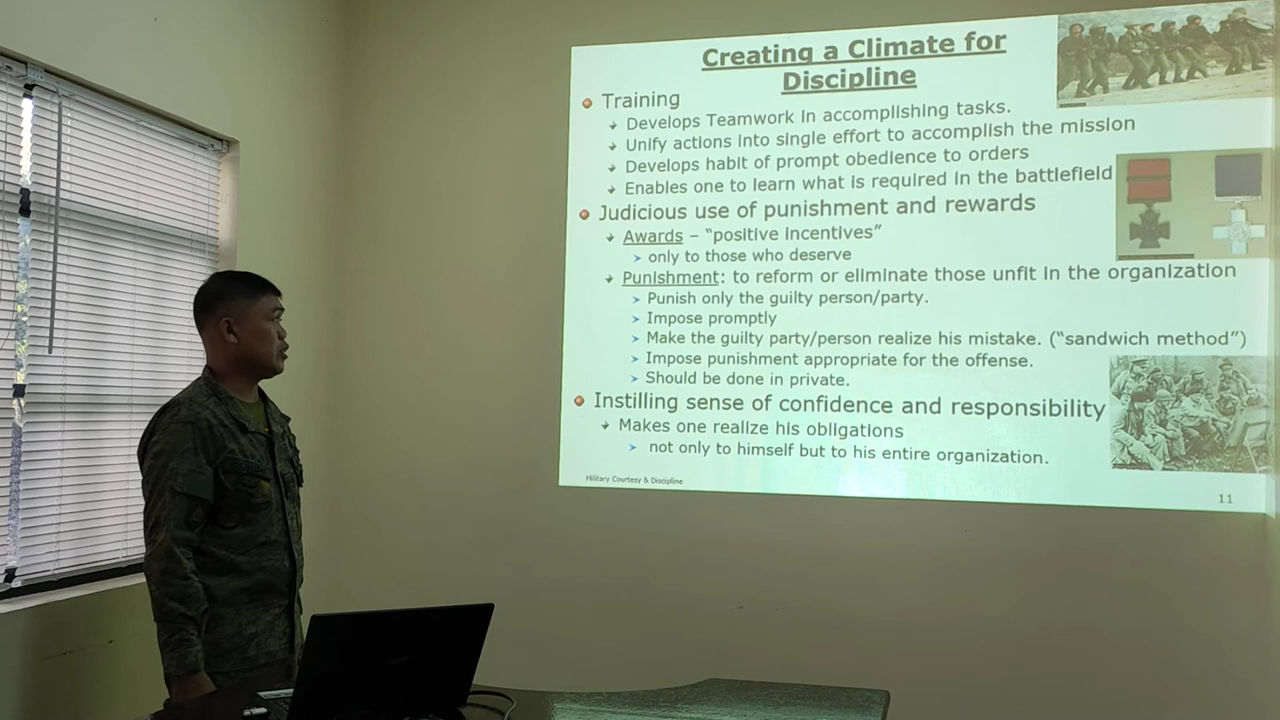 Creating a Climate for
Discipline
Training
Develops Teamwork in accomplishing tasks.
Unify actions into single effort to accomplish the mission
Develops habit of prompt obedience to orders
Enables one to learn what is required in the battlefield
Judicious use of punishment and rewards
Awards – “positive incentives”
only to those who deserve
Punishment: to reform or eliminate those unfit in the organization
Punish only the guilty person/party.
Impose promptly
Make the guilty party/person realize his mistake. (“sandwich method”)
Impose punishment appropriate for the offense.
Should be done in private.
Instilling sense of confidence and responsibility
Makes one realize his obligations
not only to himself but to his entire organization.
Military Courtesy & Discipline
11